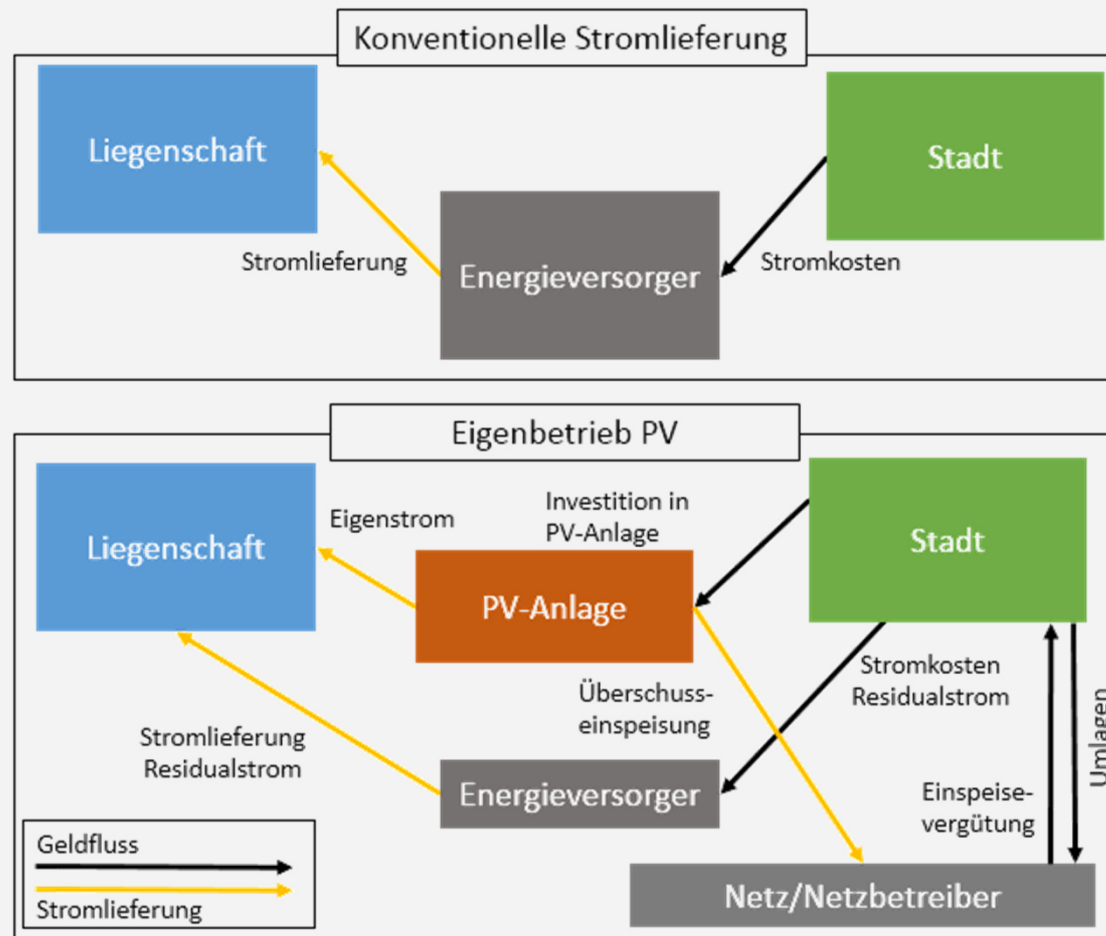 Konventionelle Stromlieferung
Liegenschaft
Stadt
Energieversorger
Stromlieferung
Stromkosten
Eigenbetrieb PV
Liegenschaft
Eigenstrom
Investition in
PV-Anlage
Stadt
PV-Anlage
Überschuss-
einspeisung
Stromkosten
Residualstrom
Stromlieferung
Residualstrom
Energieversorger
Einspeise-
vergütung
Umlagen
Netz/Netzbetreiber
Geldfluss
Stromlieferung